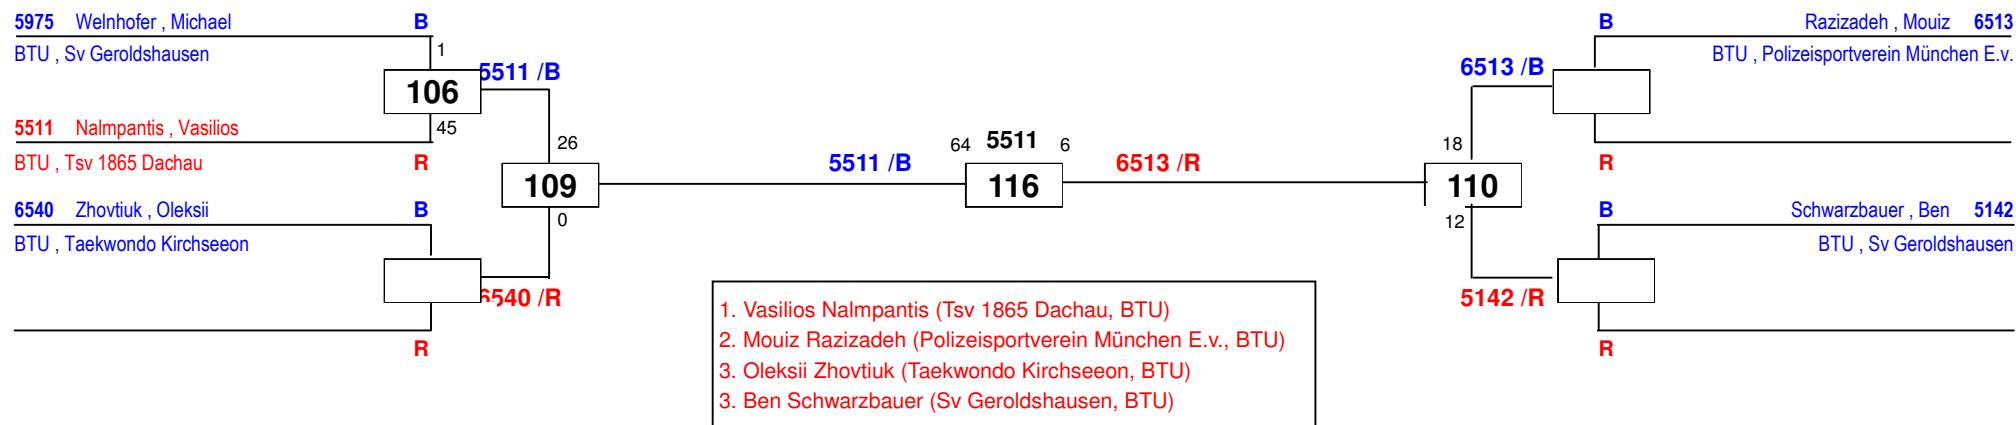 5975 Welnhofer , Michael B
BTU , Sv Geroldshausen
1
5511 /B
106
5511 Nalmpantis , Vasilios
45
BTU , Tsv 1865 Dachau R
26
109
0
6540 Zhovtiuk , Oleksii B
BTU , Taekwondo Kirchseeon
6540 /R
R
5511 /B
64 5511 6
116
6513 /R
B Razizadeh , Mouiz 6513
BTU , Polizeisportverein München E.v.
6513 /B
R
18
110
12
B Schwarzbauer , Ben 5142
BTU , Sv Geroldshausen
5142 /R
R
1. Vasilios Nalmpantis (Tsv 1865 Dachau, BTU)
2. Mouiz Razizadeh (Polizeisportverein München E.v., BTU)
3. Oleksii Zhovtiuk (Taekwondo Kirchseeon, BTU)
3. Ben Schwarzbauer (Sv Geroldshausen, BTU)